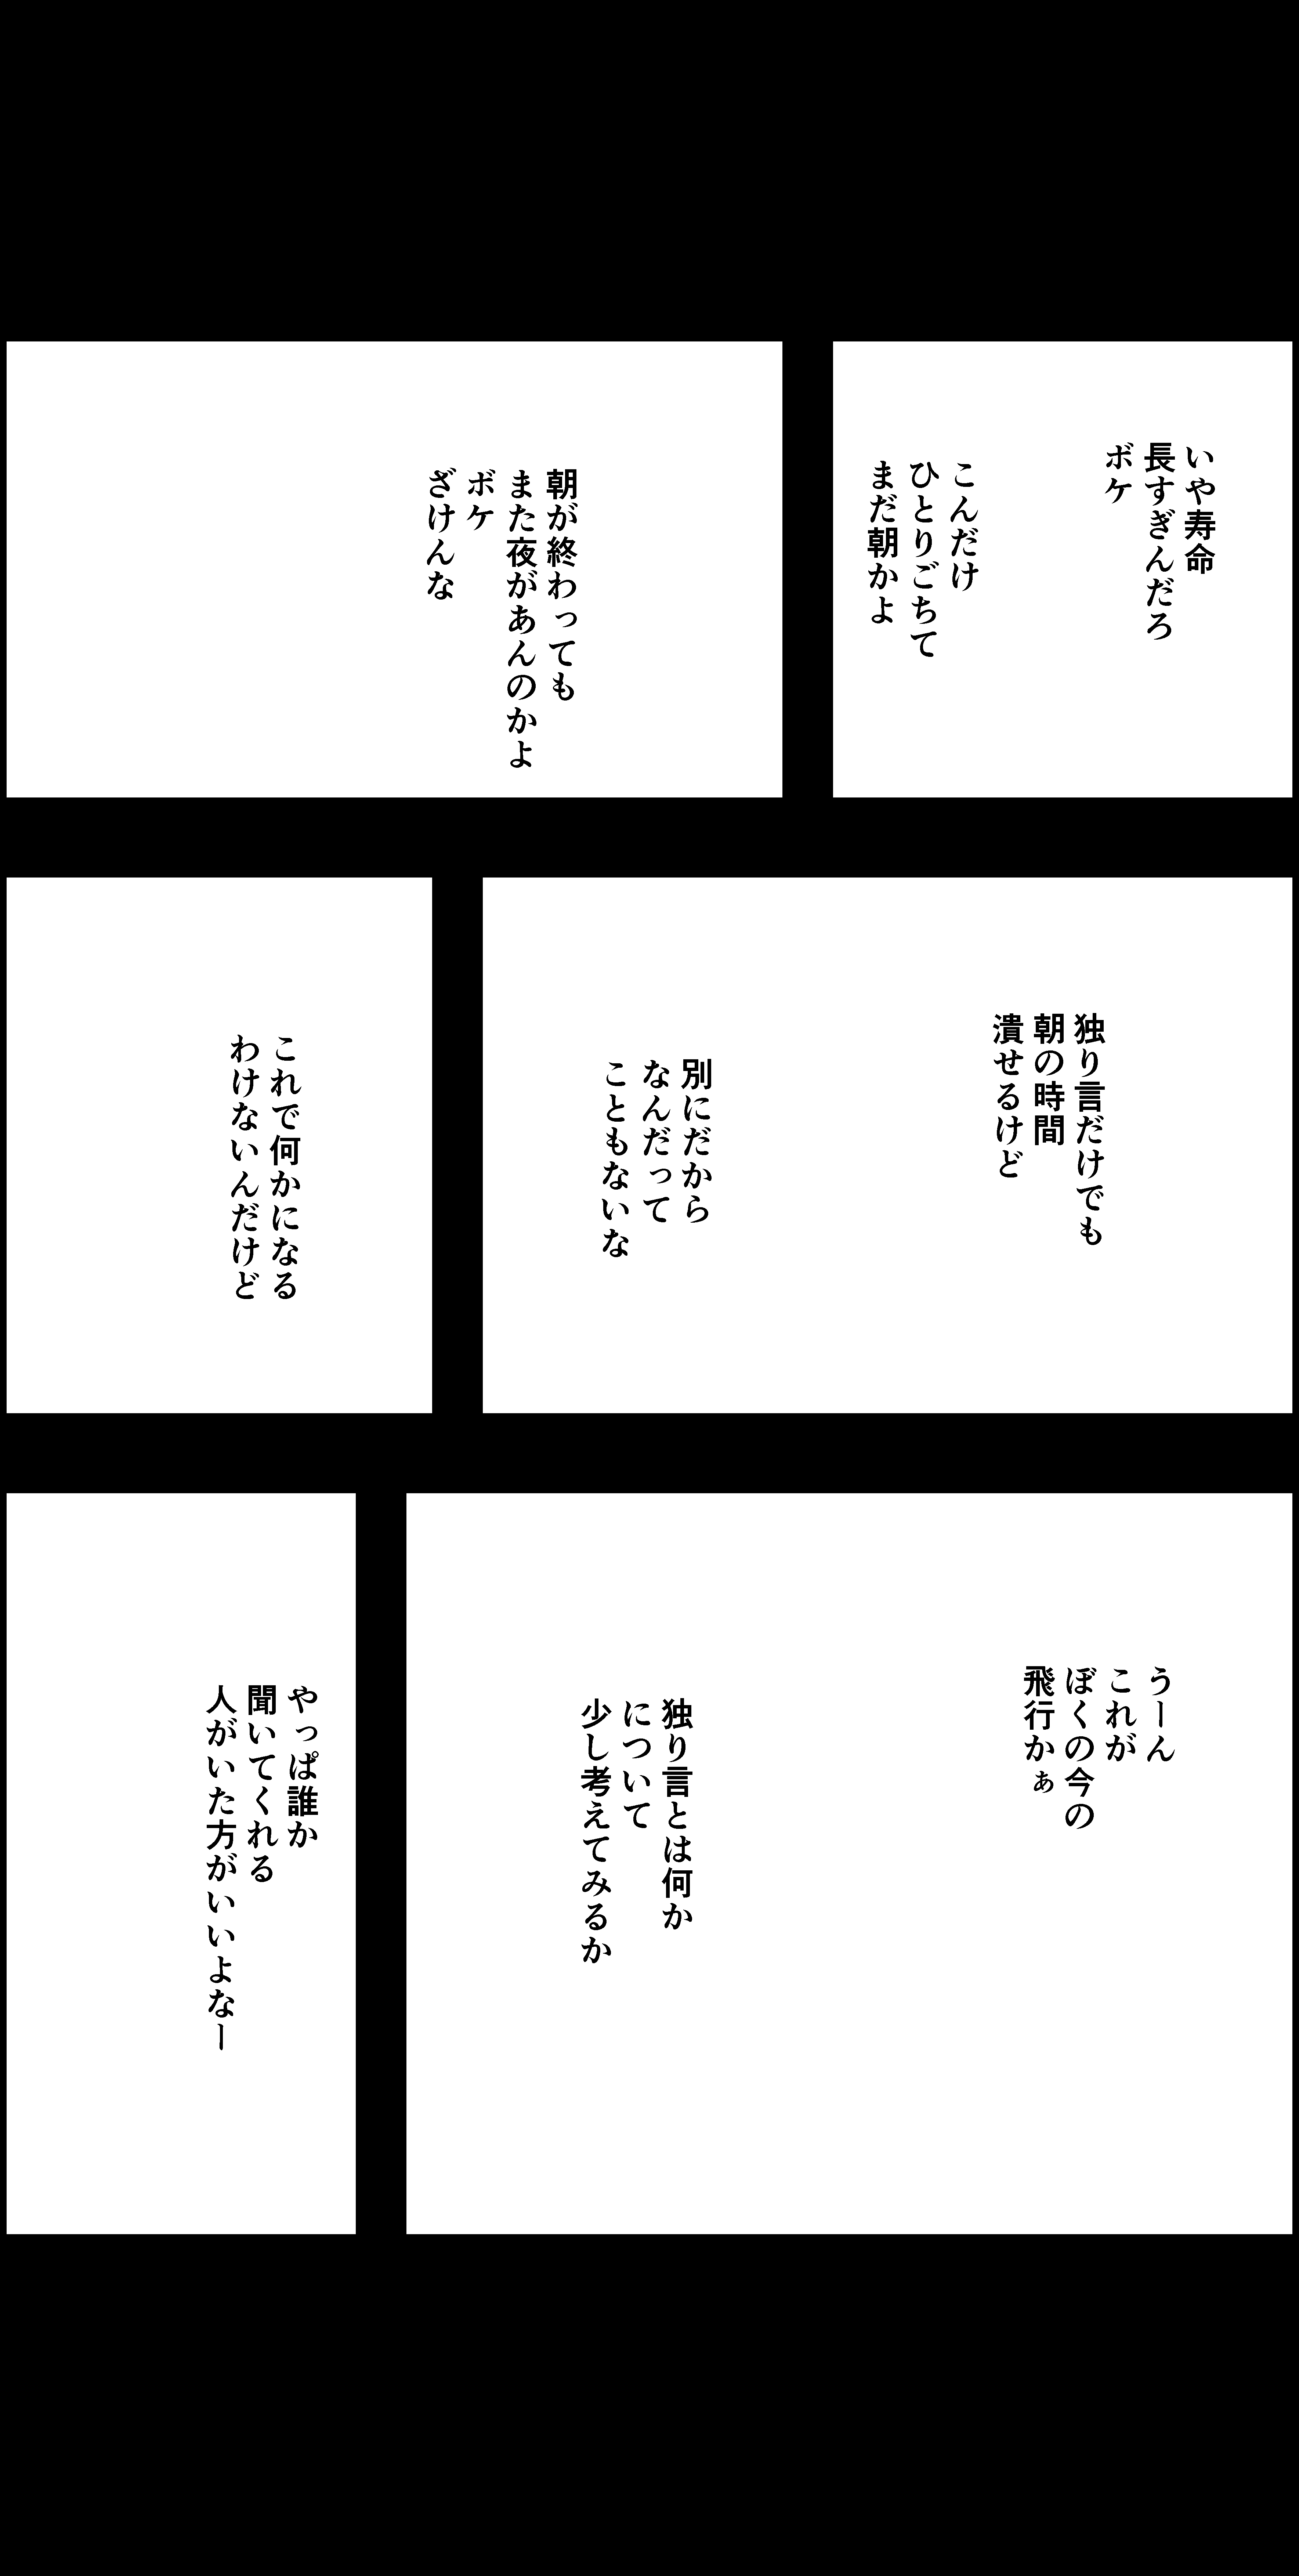 いや寿命
長すぎんだろ
ボケ
こんだけ
ひとりごちて
まだ朝かよ
朝が終わっても
また夜があんのかよ
ボケ
ざけんな
独り言だけでも
朝の時間
潰せるけど
別にだから
なんだって
こともないな
これで何かになる
わけないんだけど
うーん
これが
ぼくの今の
飛行かぁ
独り言とは何か
について
少し考えてみるか
やっぱ誰か
聞いてくれる
人がいた方がいいよなー